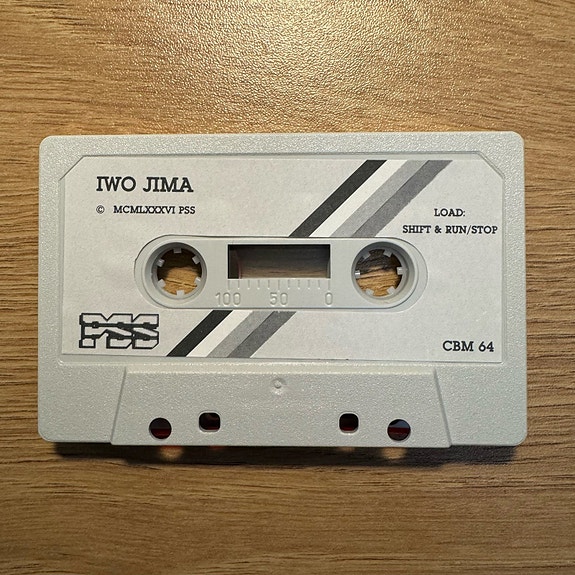 IWO JIMA
© MCMLXXXVI PSS
LOAD:
SHIFT & RUN/STOP
100 50 0
PSS
CBM 64